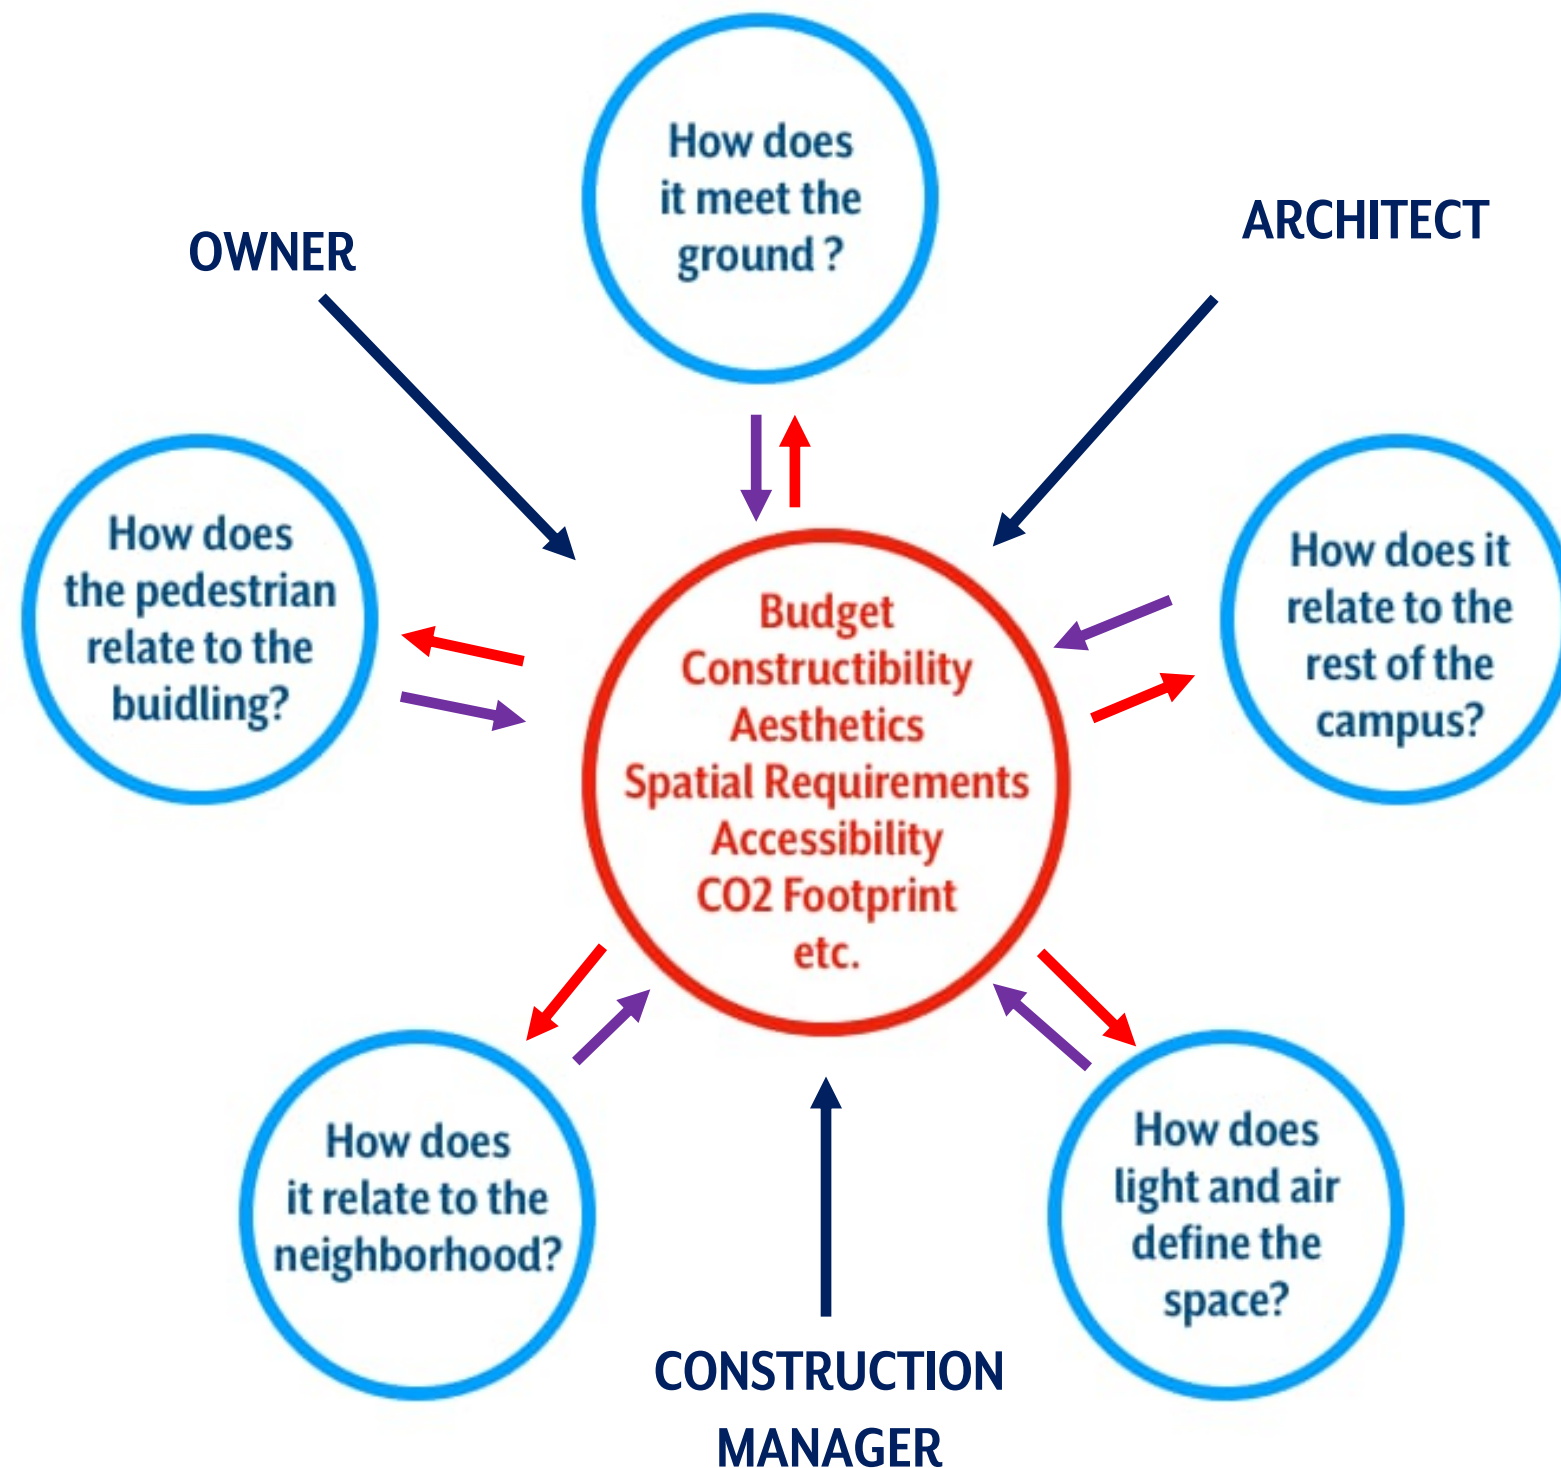 How does
it meet the
ground ?
OWNER
ARCHITECT
How does
the pedestrian
relate to the
buidling?
How does it
relate to the
rest of the
campus?
Budget
Constructibility
Aesthetics
Spatial Requirements
Accessibility
CO2 Footprint
etc.
How does
it relate to the
neighborhood?
How does
light and air
define the
space?
CONSTRUCTION
MANAGER